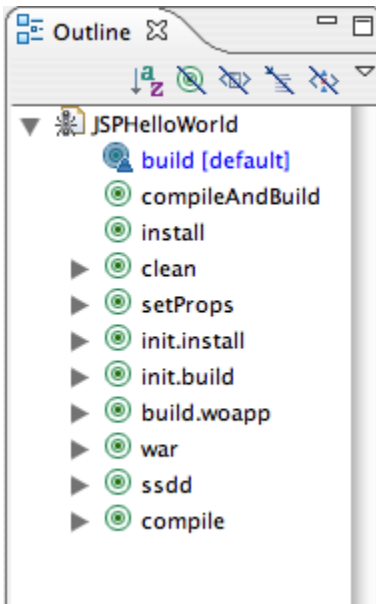 Outline
JSPHelloWorld
build [default]
compileAndBuild
install
clean
setProps
init.install
init.build
build.woapp
war
ssdd
compile